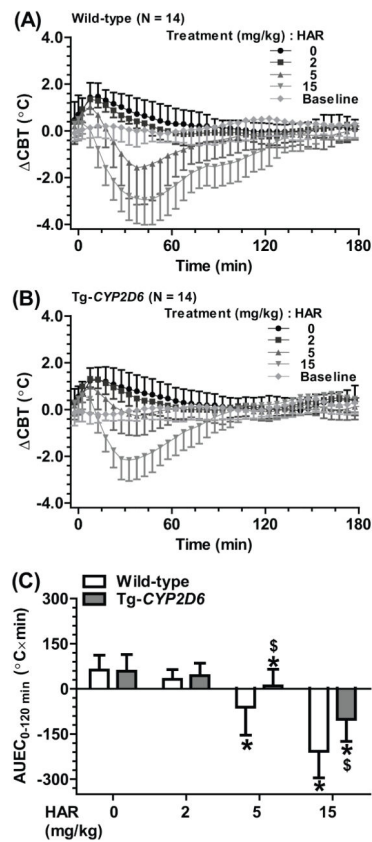 (A) Wild-type (N = 14)
Treatment (mg/kg) : HAR
0
2
5
15
Baseline
ΔCBT (°C)
4.0
2.0
0.0
-2.0
-4.0
0 60 120 180
Time (min)
(B) Tg-CYP2D6 (N = 14)
Treatment (mg/kg) : HAR
0
2
5
15
Baseline
ΔCBT (°C)
4.0
2.0
0.0
-2.0
-4.0
0 60 120 180
Time (min)
(C)
Wild-type
Tg-CYP2D6
AUEC0-120 min (°C×min)
300
150
0
-150
-300
$
*
*
*
*
$
HAR 0 2 5 15
(mg/kg)